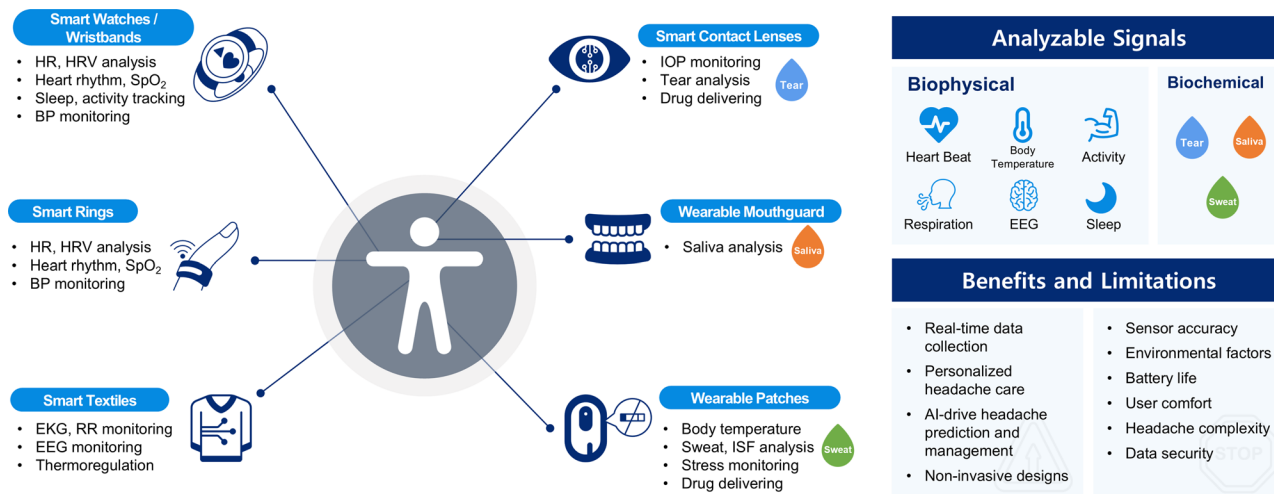 Smart Watches /
Wristbands
• HR, HRV analysis
• Heart rhythm, SpO₂
• Sleep, activity tracking
• BP monitoring
Smart Rings
• HR, HRV analysis
• Heart rhythm, SpO₂
• BP monitoring
Smart Textiles
• EKG, RR monitoring
• EEG monitoring
• Thermoregulation
Smart Contact Lenses
• IOP monitoring
• Tear analysis
• Drug delivering
Tear
Wearable Mouthguard
• Saliva analysis
Saliva
Wearable Patches
• Body temperature
• Sweat, ISF analysis
• Stress monitoring
• Drug delivering
Sweat
Analyzable Signals
Biophysical
Heart Beat
Body
Temperature
Activity
Respiration
EEG
Sleep
Biochemical
Tear
Saliva
Sweat
Benefits and Limitations
• Real-time data
collection
• Personalized
headache care
• AI-drive headache
prediction and
management
• Non-invasive designs
• Sensor accuracy
• Environmental factors
• Battery life
• User comfort
• Headache complexity
• Data security
STOP